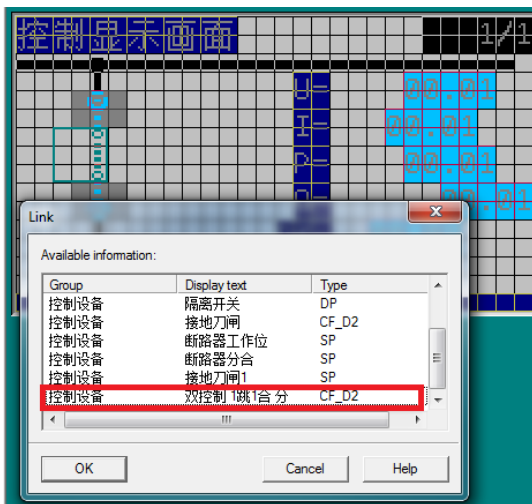 控制显示画面 1/1
U= 00.01
I= 00.01
P= 00.01
00.01
Link
Available information:
Group Display text Type
控制设备 隔离开关 DP
控制设备 接地刀闸 CF_D2
控制设备 断路器工作位 SP
控制设备 断路器分合 SP
控制设备 接地刀闸1 SP
控制设备 双控制 1跳1合 分 CF_D2
OK Cancel Help